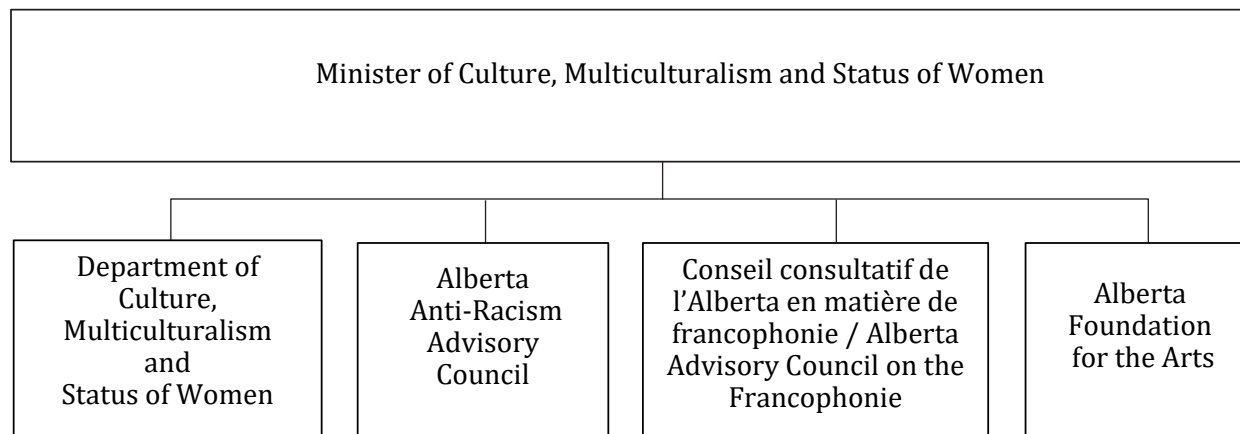 Minister of Culture, Multiculturalism and Status of Women
Department of
Culture,
Multiculturalism
and
Status of Women
Alberta
Anti-Racism
Advisory
Council
Conseil consultatif de
l’Alberta en matière de
francophonie / Alberta
Advisory Council on the
Francophonie
Alberta
Foundation
for the Arts